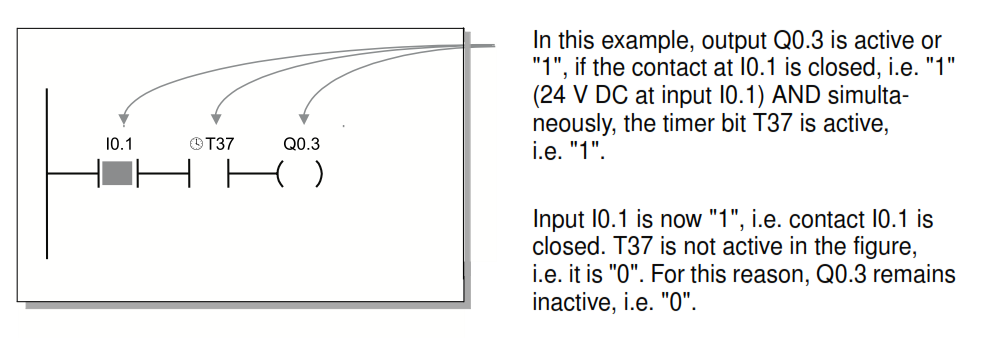 I0.1
T37
Q0.3
In this example, output Q0.3 is active or
"1", if the contact at I0.1 is closed, i.e. "1"
(24 V DC at input I0.1) AND simulta-
neously, the timer bit T37 is active,
i.e. "1".
Input I0.1 is now "1", i.e. contact I0.1 is
closed. T37 is not active in the figure,
i.e. it is "0". For this reason, Q0.3 remains
inactive, i.e. "0".